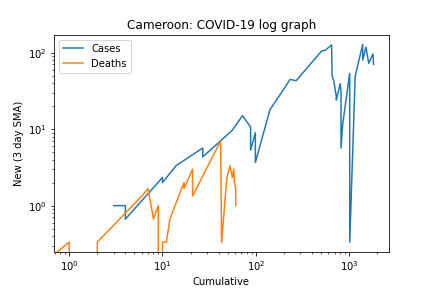 Cameroon: COVID-19 log graph
Cases
Deaths
New (3 day SMA)
10²
10¹
10⁰
10⁰ 10¹ 10² 10³
Cumulative